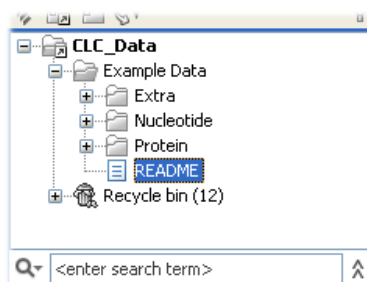 CLC_Data
Example Data
Extra
Nucleotide
Protein
README
Recycle bin (12)
<enter search term>